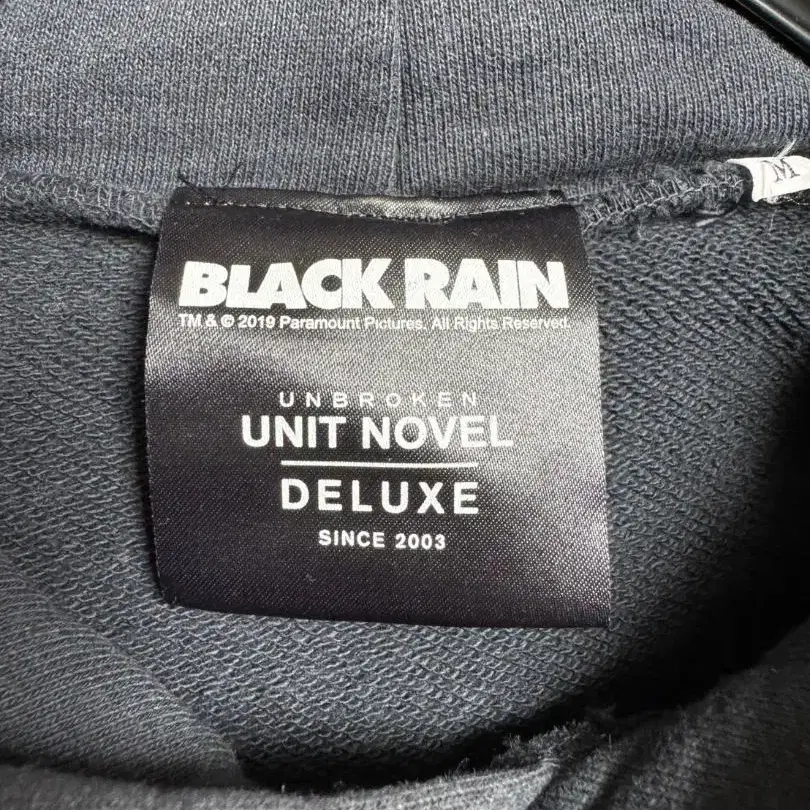 M
BLACK RAIN
TM & © 2019 Paramount Pictures. All Rights Reserved.
UNBROKEN
UNIT NOVEL
DELUXE
SINCE 2003